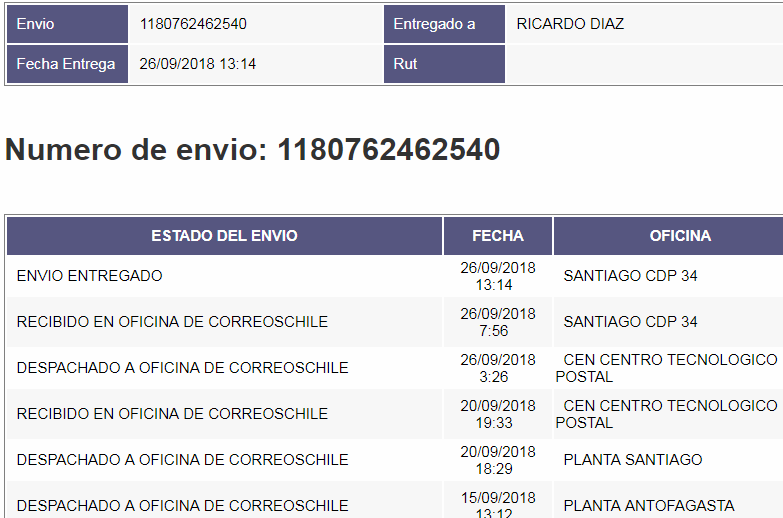 Envio 1180762462540 Entregado a RICARDO DIAZ
Fecha Entrega 26/09/2018 13:14 Rut
Numero de envio: 1180762462540
ESTADO DEL ENVIO FECHA OFICINA
ENVIO ENTREGADO 26/09/2018 13:14 SANTIAGO CDP 34
RECIBIDO EN OFICINA DE CORREOSCHILE 26/09/2018 7:56 SANTIAGO CDP 34
DESPACHADO A OFICINA DE CORREOSCHILE 26/09/2018 3:26 CEN CENTRO TECNOLOGICO POSTAL
RECIBIDO EN OFICINA DE CORREOSCHILE 20/09/2018 19:33 CEN CENTRO TECNOLOGICO POSTAL
DESPACHADO A OFICINA DE CORREOSCHILE 20/09/2018 18:29 PLANTA SANTIAGO
DESPACHADO A OFICINA DE CORREOSCHILE 15/09/2018 13:12 PLANTA ANTOFAGASTA